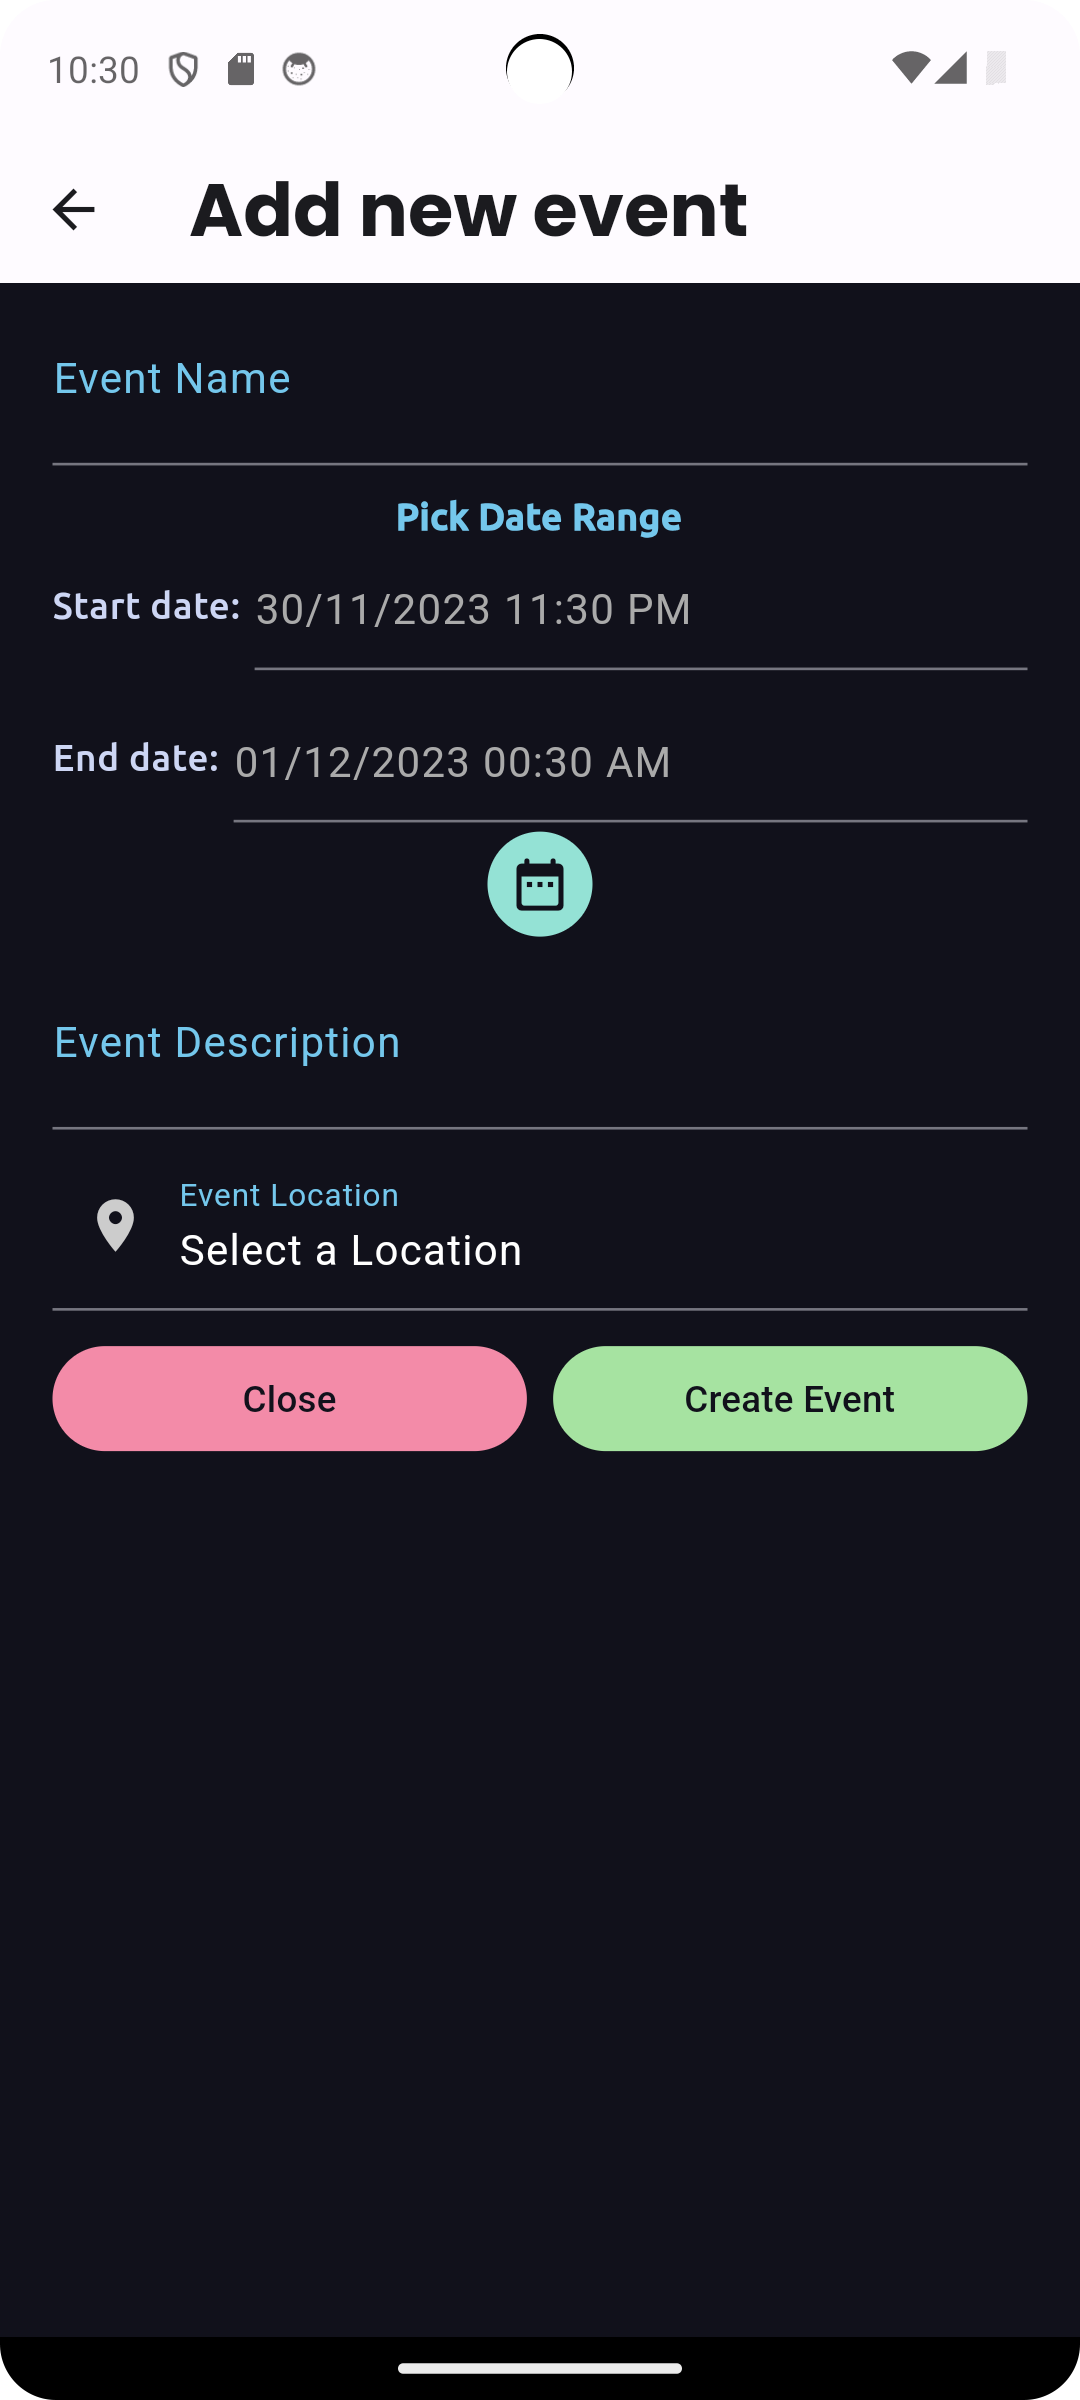 10:30
Add new event
Event Name
Pick Date Range
Start date: 30/11/2023 11:30 PM
End date: 01/12/2023 00:30 AM
Event Description
Event Location
Select a Location
Close
Create Event